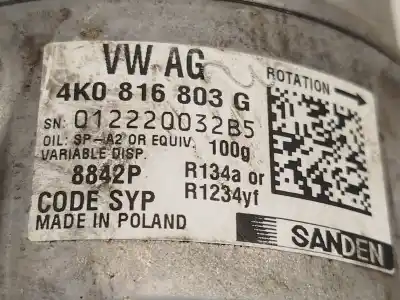 VW AG
ROTATION
4K0 816 803 G
SN: 012220032B5
OIL: SP-A2 OR EQUIV. 100g
VARIABLE DISP.
8842P R134a or
CODE SYP R1234yf
MADE IN POLAND
SANDEN